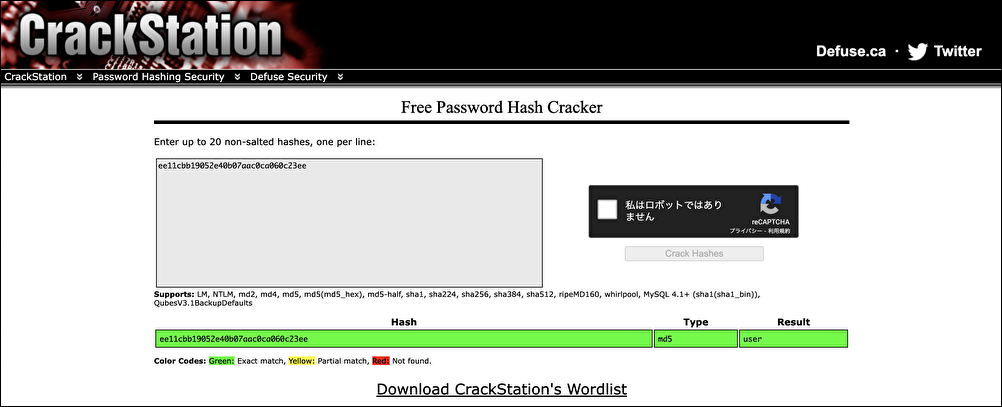 CrackStation
Defuse.ca · Twitter
CrackStation Password Hashing Security Defuse Security
Free Password Hash Cracker
Enter up to 20 non-salted hashes, one per line:
ee11cbb19052e40b07aac0ca060c23ee
私はロボットではあり
ません
reCAPTCHA
プライバシー - 利用規約
Crack Hashes
Supports: LM, NTLM, md2, md4, md5, md5(md5_hex), md5-half, sha1, sha224, sha256, sha384, sha512, ripeMD160, whirlpool, MySQL 4.1+ (sha1(sha1_bin)),
QubesV3.1BackupDefaults
Hash Type Result
ee11cbb19052e40b07aac0ca060c23ee md5 user
Color Codes: Green: Exact match, Yellow: Partial match, Red: Not found.
Download CrackStation's Wordlist